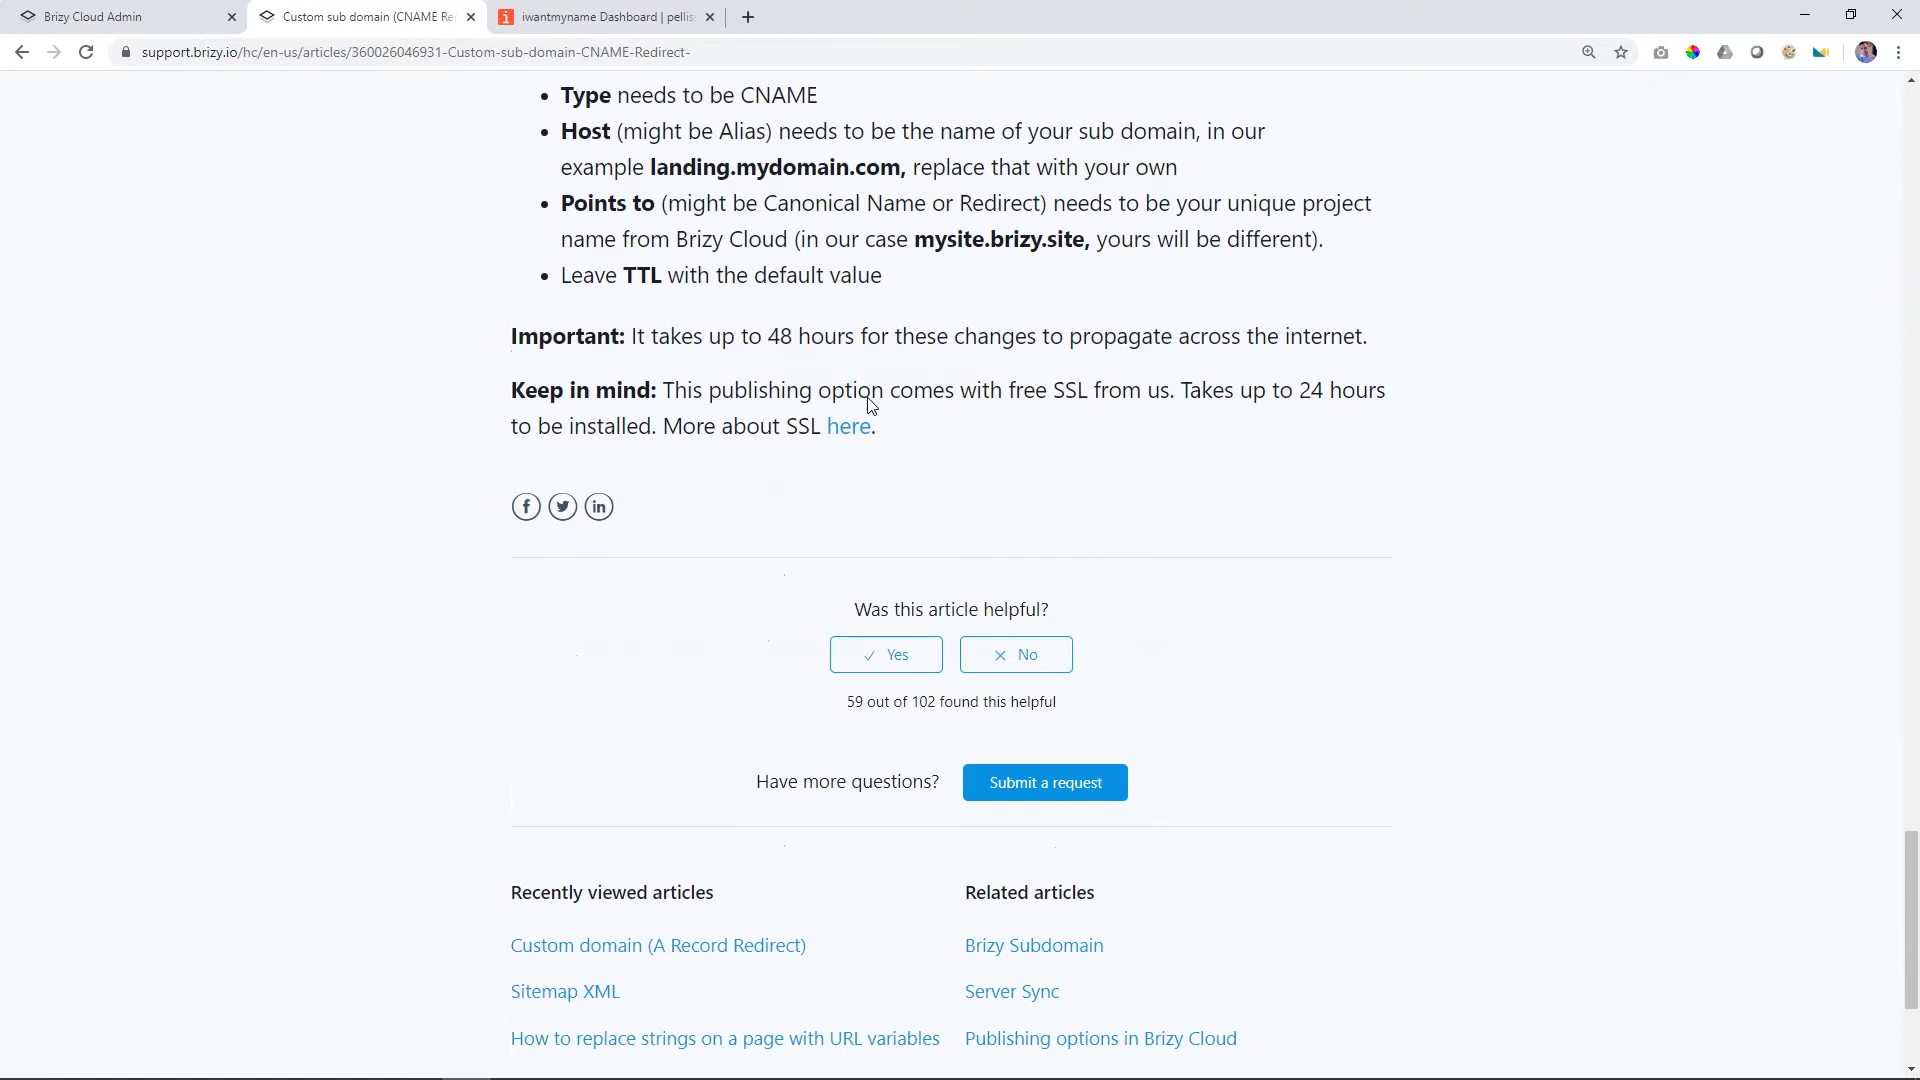 Brizy Cloud Admin
Custom sub domain (CNAME Re
iwantmyname Dashboard | pellis
support.brizy.io/hc/en-us/articles/360026046931-Custom-sub-domain-CNAME-Redirect-
• Type needs to be CNAME
• Host (might be Alias) needs to be the name of your sub domain, in our
example landing.mydomain.com, replace that with your own
• Points to (might be Canonical Name or Redirect) needs to be your unique project
name from Brizy Cloud (in our case mysite.brizy.site, yours will be different).
• Leave TTL with the default value
Important: It takes up to 48 hours for these changes to propagate across the internet.
Keep in mind: This publishing option comes with free SSL from us. Takes up to 24 hours
to be installed. More about SSL here.
Was this article helpful?
Yes
No
59 out of 102 found this helpful
Have more questions?
Submit a request
Recently viewed articles
Custom domain (A Record Redirect)
Sitemap XML
How to replace strings on a page with URL variables
Related articles
Brizy Subdomain
Server Sync
Publishing options in Brizy Cloud